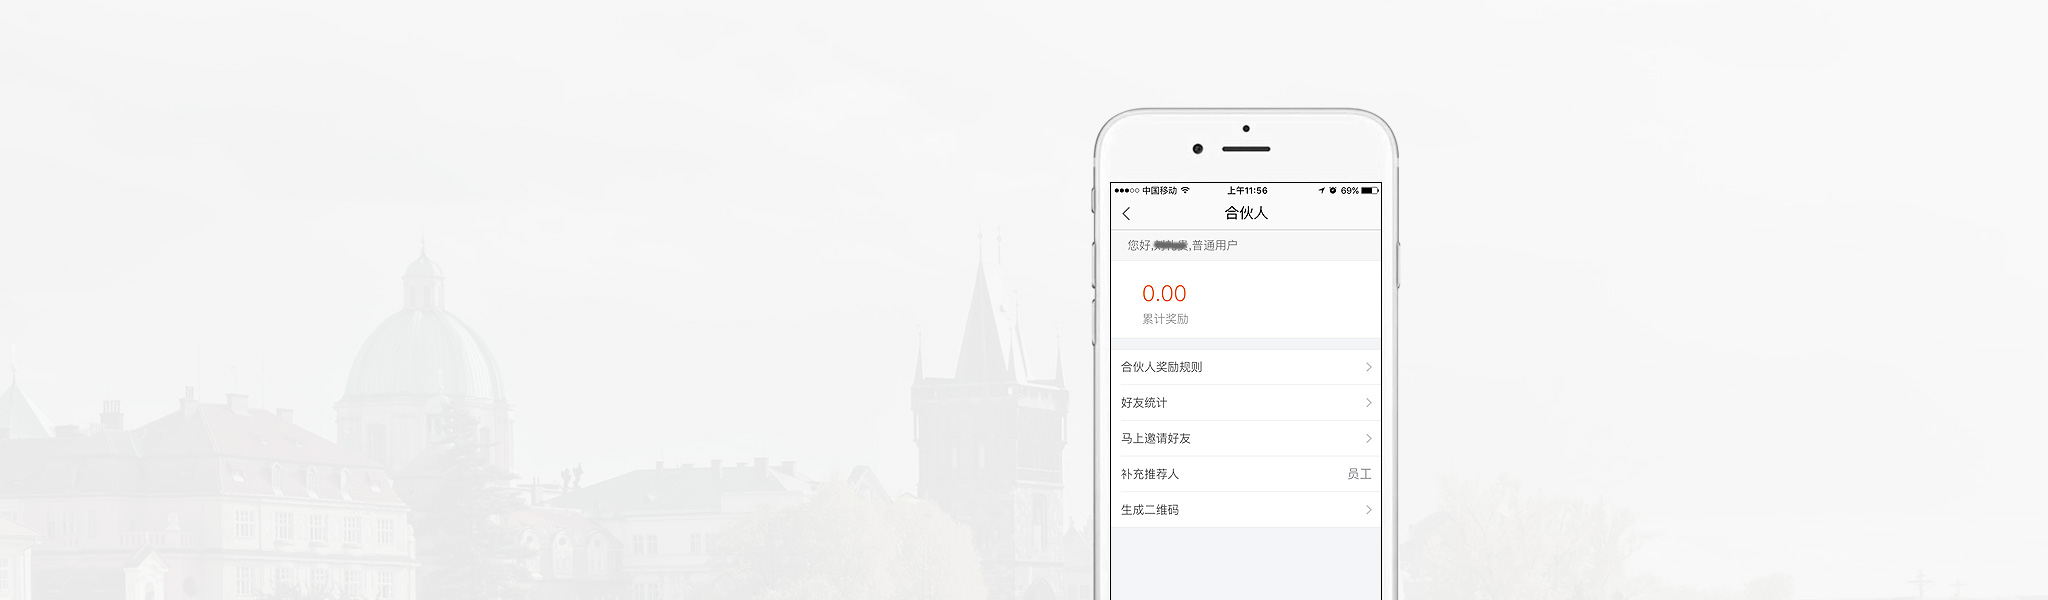 中国移动 上午11:56 69%
合伙人
您好, ,普通用户
0.00
累计奖励
合伙人奖励规则
好友统计
马上邀请好友
补充推荐人 员工
生成二维码